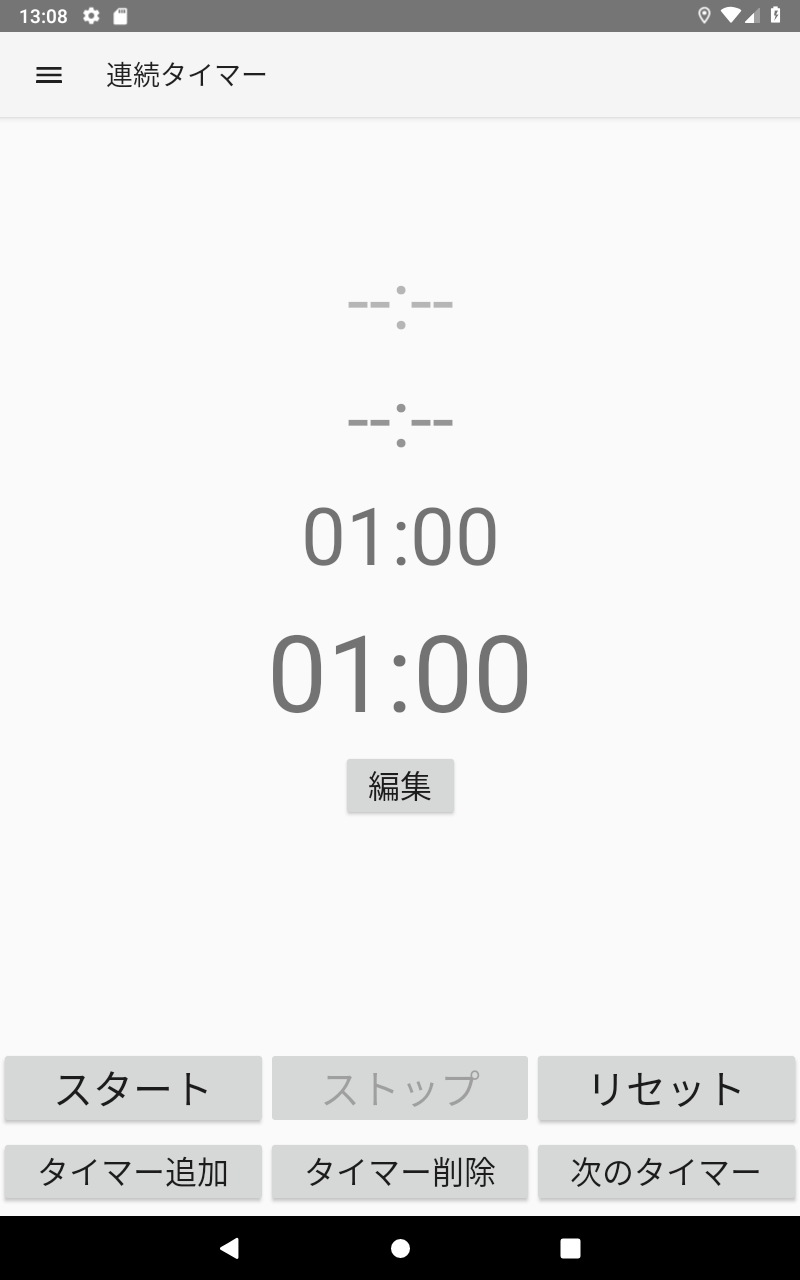 13:08
連続タイマー
--:--
--:--
01:00
01:00
編集
スタート
ストップ
リセット
タイマー追加
タイマー削除
次のタイマー